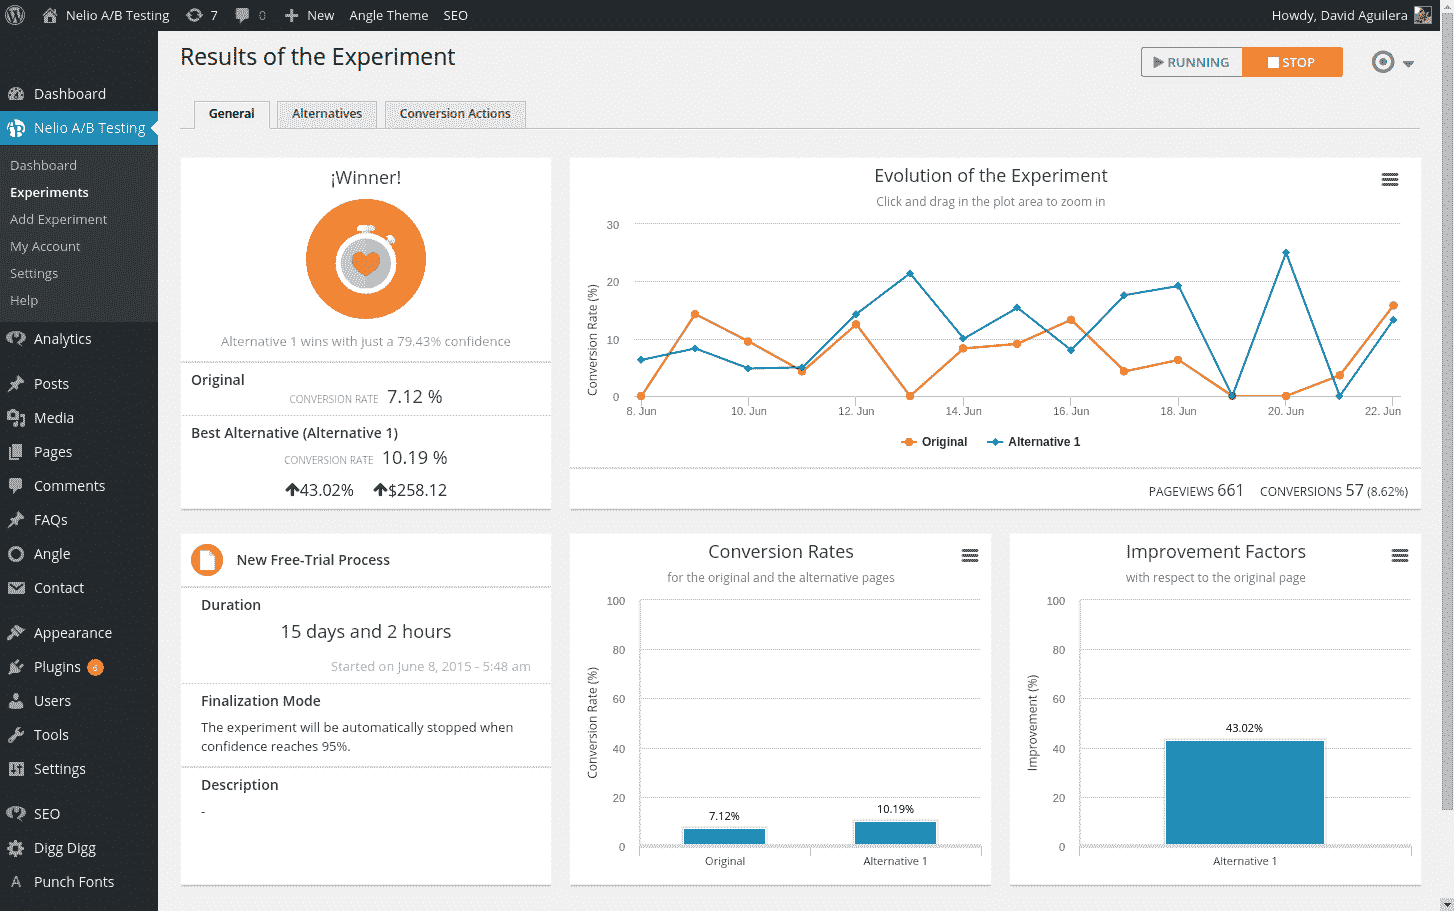 Nelio A/B Testing 7 0 New Angle Theme SEO Howdy, David Aguilera
Dashboard
Nelio A/B Testing
Dashboard
Experiments
Add Experiment
My Account
Settings
Help
Analytics
Posts
Media
Pages
Comments
FAQs
Angle
Contact
Appearance
Plugins 6
Users
Tools
Settings
SEO
Digg Digg
Punch Fonts
Results of the Experiment
RUNNING STOP
General Alternatives Conversion Actions
¡Winner!
Alternative 1 wins with just a 79.43% confidence
Original
CONVERSION RATE 7.12 %
Best Alternative (Alternative 1)
CONVERSION RATE 10.19 %
43.02% $258.12
Evolution of the Experiment
Click and drag in the plot area to zoom in
Conversion Rate (%)
30
20
10
0
8. Jun 10. Jun 12. Jun 14. Jun 16. Jun 18. Jun 20. Jun 22. Jun
Original Alternative 1
PAGEVIEWS 661 CONVERSIONS 57 (8.62%)
New Free-Trial Process
Duration
15 days and 2 hours
Started on June 8, 2015 - 5:48 am
Finalization Mode
The experiment will be automatically stopped when
confidence reaches 95%.
Description
-
Conversion Rates
for the original and the alternative pages
Conversion Rate (%)
100
80
60
40
20
0
7.12%
10.19%
Original Alternative 1
Improvement Factors
with respect to the original page
Improvement (%)
100
80
60
40
20
0
43.02%
Alternative 1